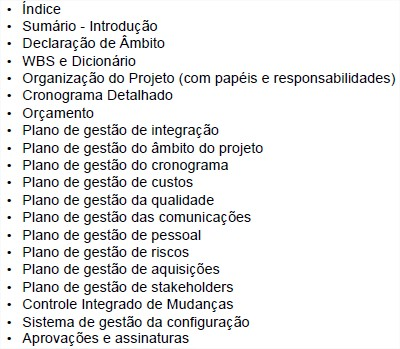 • Índice
• Sumário - Introdução
• Declaração de Âmbito
• WBS e Dicionário
• Organização do Projeto (com papéis e responsabilidades)
• Cronograma Detalhado
• Orçamento
• Plano de gestão de integração
• Plano de gestão do âmbito do projeto
• Plano de gestão do cronograma
• Plano de gestão de custos
• Plano de gestão da qualidade
• Plano de gestão das comunicações
• Plano de gestão de pessoal
• Plano de gestão de riscos
• Plano de gestão de aquisições
• Plano de gestão de stakeholders
• Controle Integrado de Mudanças
• Sistema de gestão da configuração
• Aprovações e assinaturas